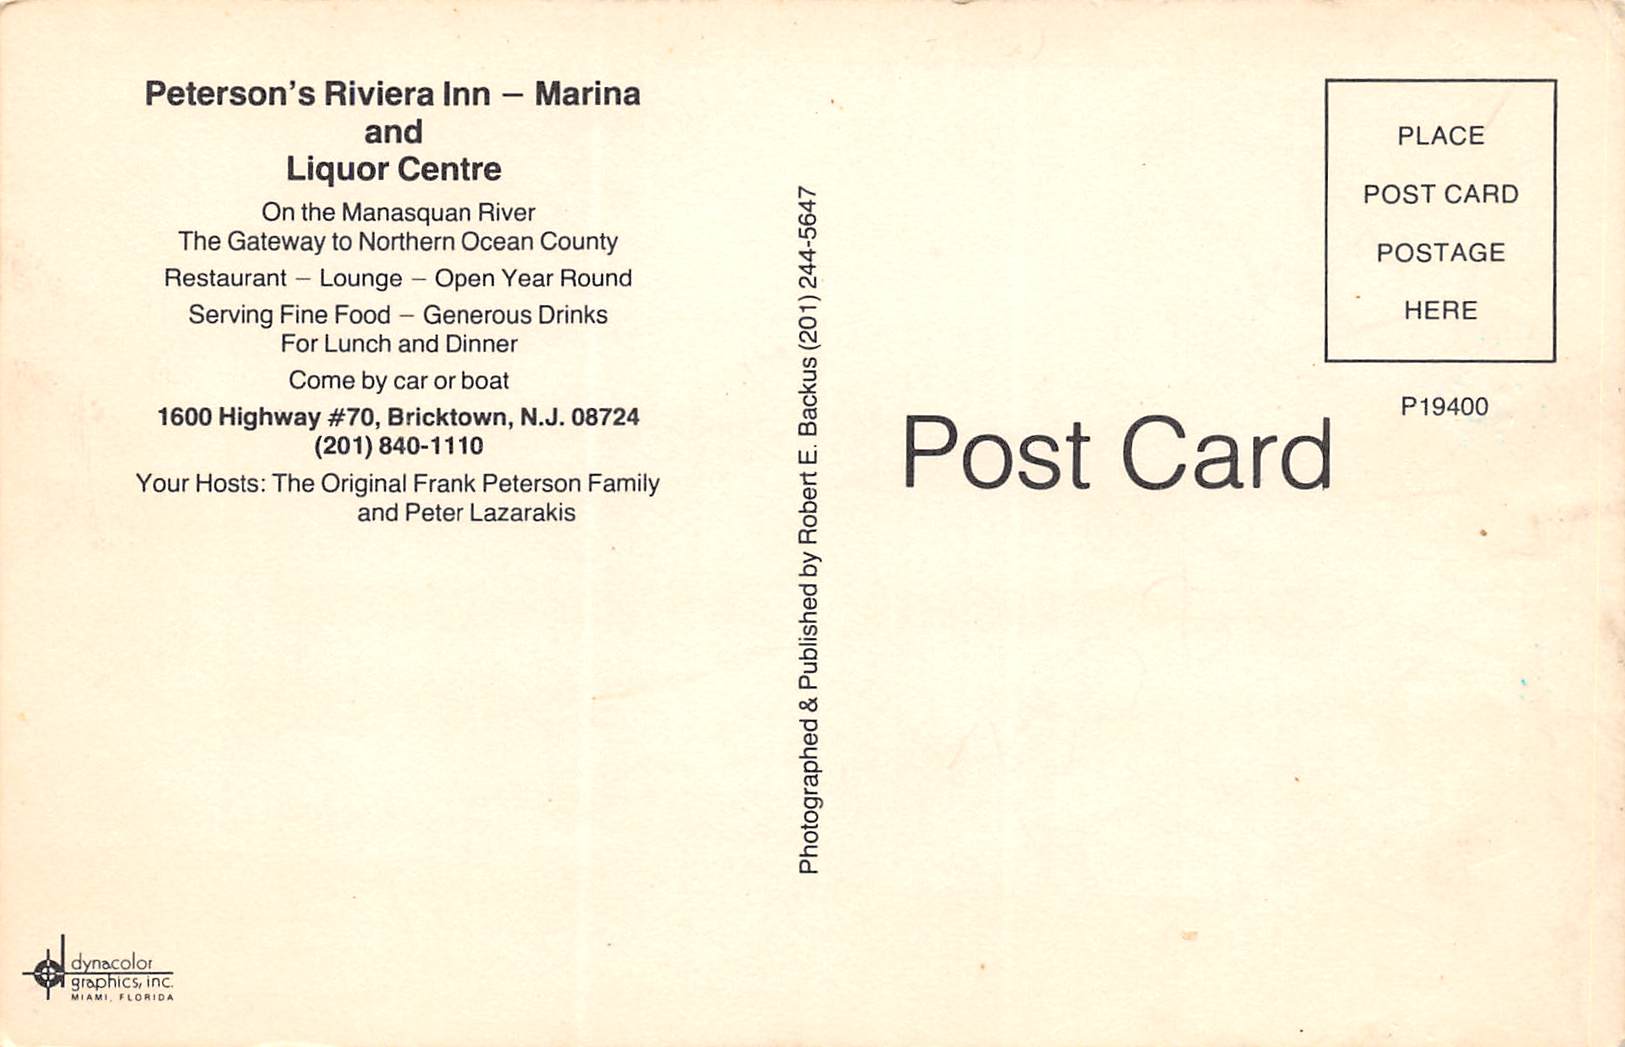 Peterson's Riviera Inn – Marina
and
Liquor Centre
On the Manasquan River
The Gateway to Northern Ocean County
Restaurant – Lounge – Open Year Round
Serving Fine Food – Generous Drinks
For Lunch and Dinner
Come by car or boat
1600 Highway #70, Bricktown, N.J. 08724
(201) 840-1110
Your Hosts: The Original Frank Peterson Family
and Peter Lazarakis
dynacolor
graphics, inc.
MIAMI, FLORIDA
Photographed & Published by Robert E. Backus (201) 244-5647
PLACE
POST CARD
POSTAGE
HERE
P19400
Post Card